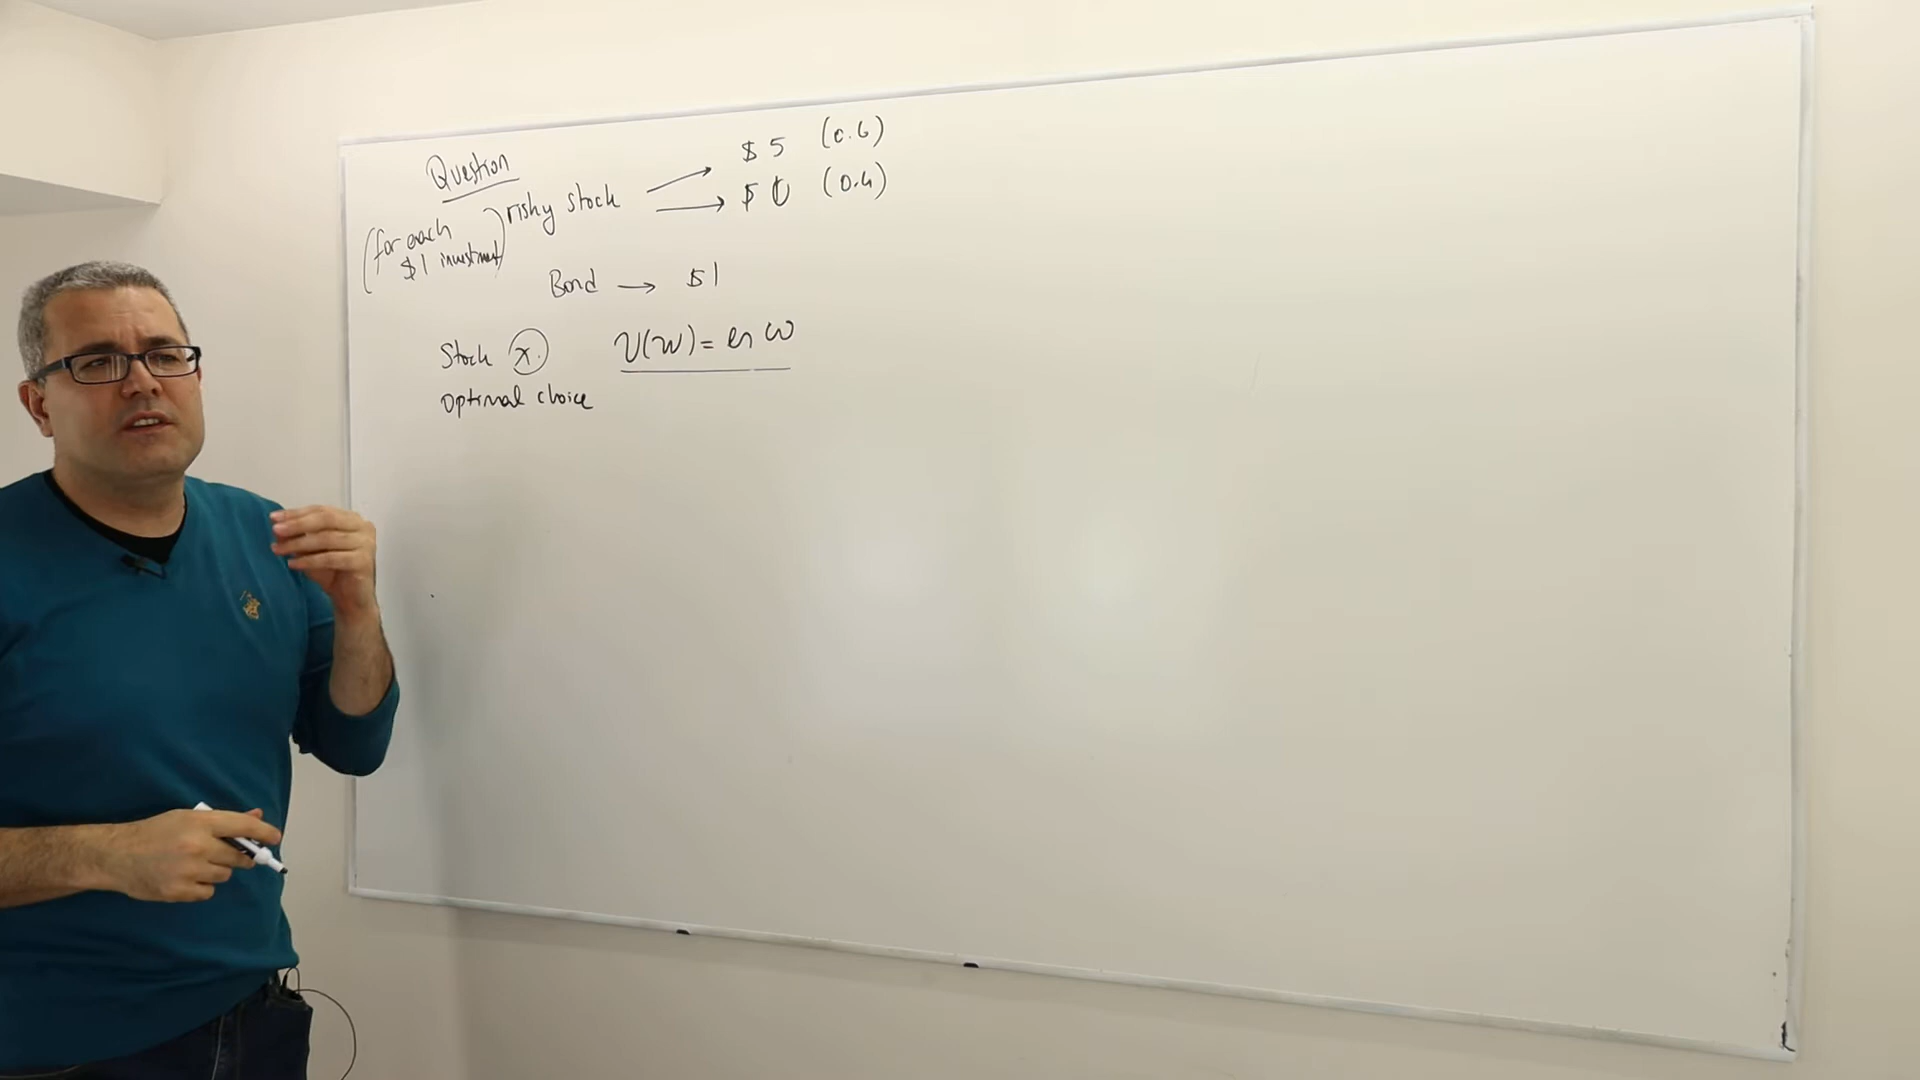 Question
risky stock → $5 (0.6)
→ $0 (0.4)
(for each
$1 investment)
Bond → $1
Stock x. U(w) = ln w
optimal choice